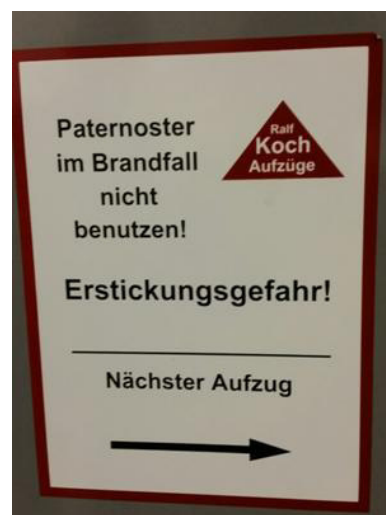 Paternoster
im Brandfall
nicht
benutzen!
Ralf
Koch
Aufzüge
Erstickungsgefahr!
Nächster Aufzug